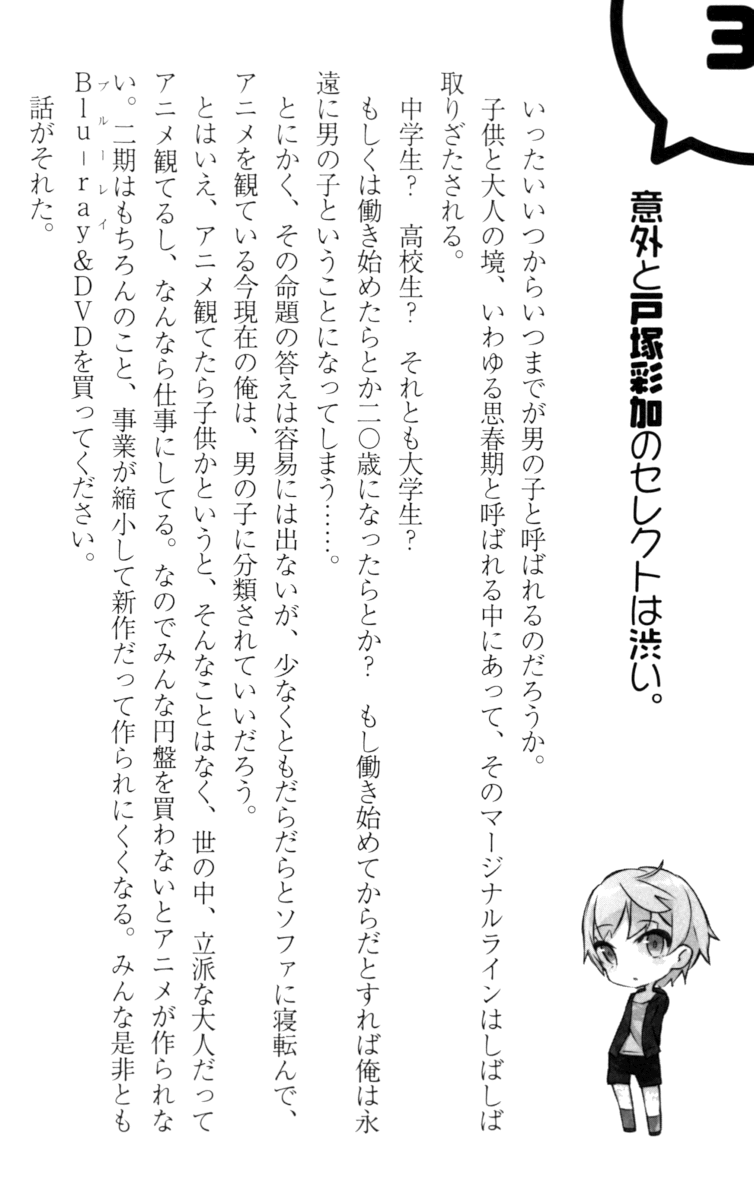 3
意外と戸塚彩加のセレクトは渋い。
いったいいつからいつまでが男の子と呼ばれるのだろうか。
子供と大人の境、いわゆる思春期と呼ばれる中にあって、そのマージナルラインはしばしば
取りざたされる。
中学生？　高校生？　それとも大学生？
もしくは働き始めたらとか二〇歳になったらとか？　もし働き始めてからだとすれば俺は永
遠に男の子ということになってしまう……。
とにかく、その命題の答えは容易には出ないが、少なくともだらだらとソファに寝転んで、
アニメを観ている今現在の俺は、男の子に分類されていいだろう。
とはいえ、アニメ観てたら子供かというと、そんなことはなく、世の中、立派な大人だって
アニメ観てるし、なんなら仕事にしてる。なのでみんな円盤を買わないとアニメが作られな
い。二期はもちろんのこと、事業が縮小して新作だって作られにくくなる。みんな是非とも
ブルーレイ
Blu-ray&DVDを買ってください。
話がそれた。